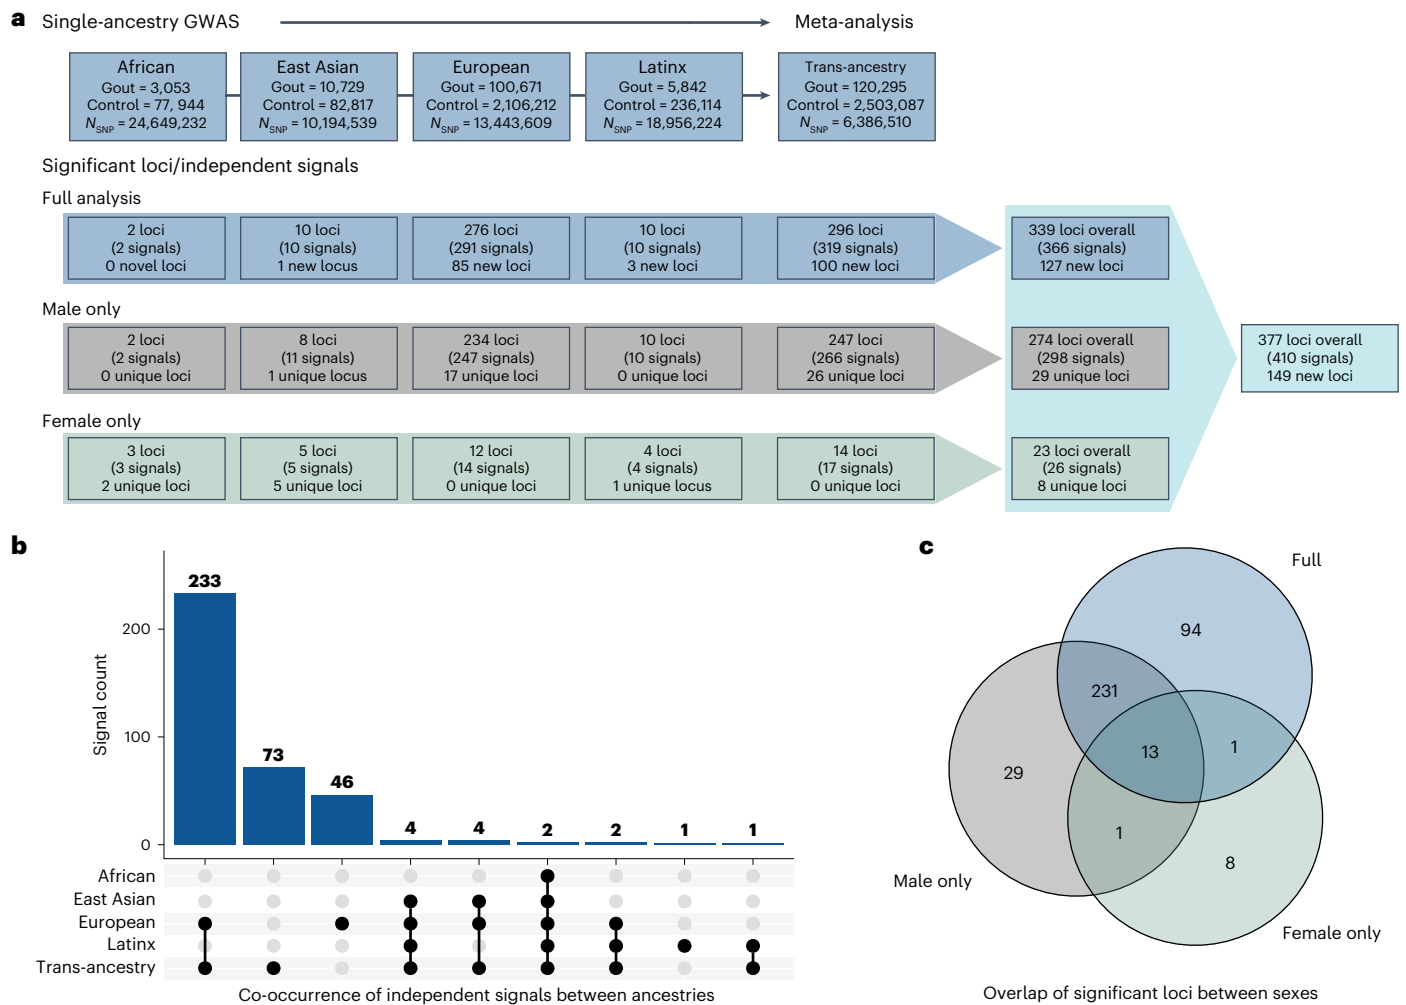 a
Single-ancestry GWAS
Meta-analysis
African
Gout = 3,053
Control = 77, 944
NSNP = 24,649,232
East Asian
Gout = 10,729
Control = 82,817
NSNP = 10,194,539
European
Gout = 100,671
Control = 2,106,212
NSNP = 13,443,609
Latinx
Gout = 5,842
Control = 236,114
NSNP = 18,956,224
Trans-ancestry
Gout = 120,295
Control = 2,503,087
NSNP = 6,386,510
Significant loci/independent signals
Full analysis
2 loci
(2 signals)
0 novel loci
10 loci
(10 signals)
1 new locus
276 loci
(291 signals)
85 new loci
10 loci
(10 signals)
3 new loci
296 loci
(319 signals)
100 new loci
339 loci overall
(366 signals)
127 new loci
Male only
2 loci
(2 signals)
0 unique loci
8 loci
(11 signals)
1 unique locus
234 loci
(247 signals)
17 unique loci
10 loci
(10 signals)
0 unique loci
247 loci
(266 signals)
26 unique loci
274 loci overall
(298 signals)
29 unique loci
377 loci overall
(410 signals)
149 new loci
Female only
3 loci
(3 signals)
2 unique loci
5 loci
(5 signals)
5 unique loci
12 loci
(14 signals)
0 unique loci
4 loci
(4 signals)
1 unique locus
14 loci
(17 signals)
0 unique loci
23 loci overall
(26 signals)
8 unique loci
b
Signal count
200
100
0
233
73
46
4
4
2
2
1
1
African
East Asian
European
Latinx
Trans-ancestry
Co-occurrence of independent signals between ancestries
c
Full
94
231
13
1
29
1
8
Male only
Female only
Overlap of significant loci between sexes